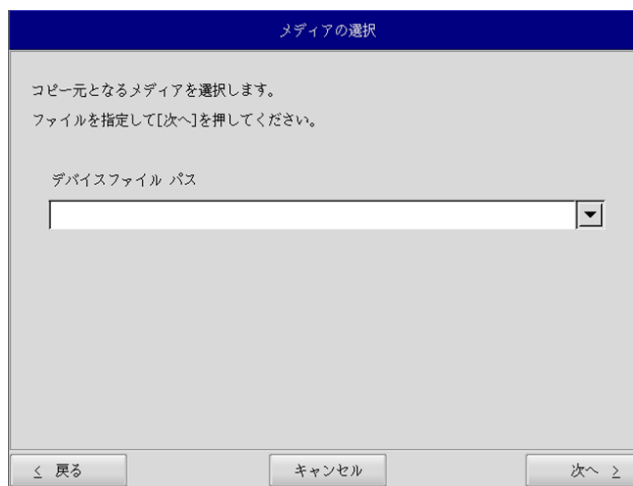 メディアの選択
コピー元となるメディアを選択します。
ファイルを指定して[次へ]を押してください。
デバイスファイル パス
< 戻る
キャンセル
次へ >